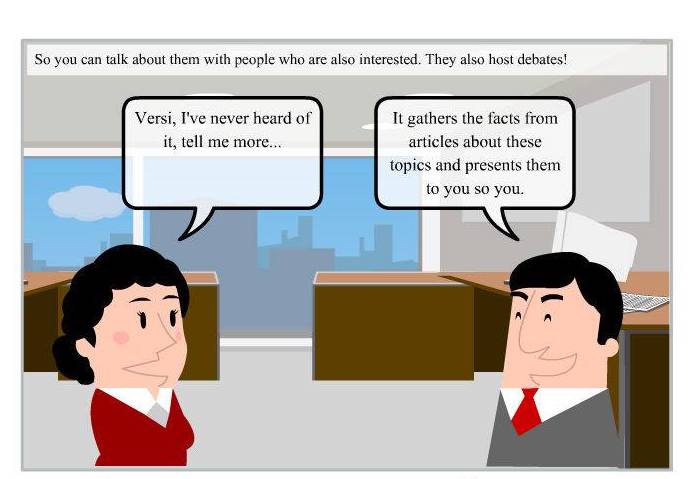 So you can talk about them with people who are also interested. They also host debates!
Versi, I've never heard of
it, tell me more...
It gathers the facts from
articles about these
topics and presents them
to you so you.